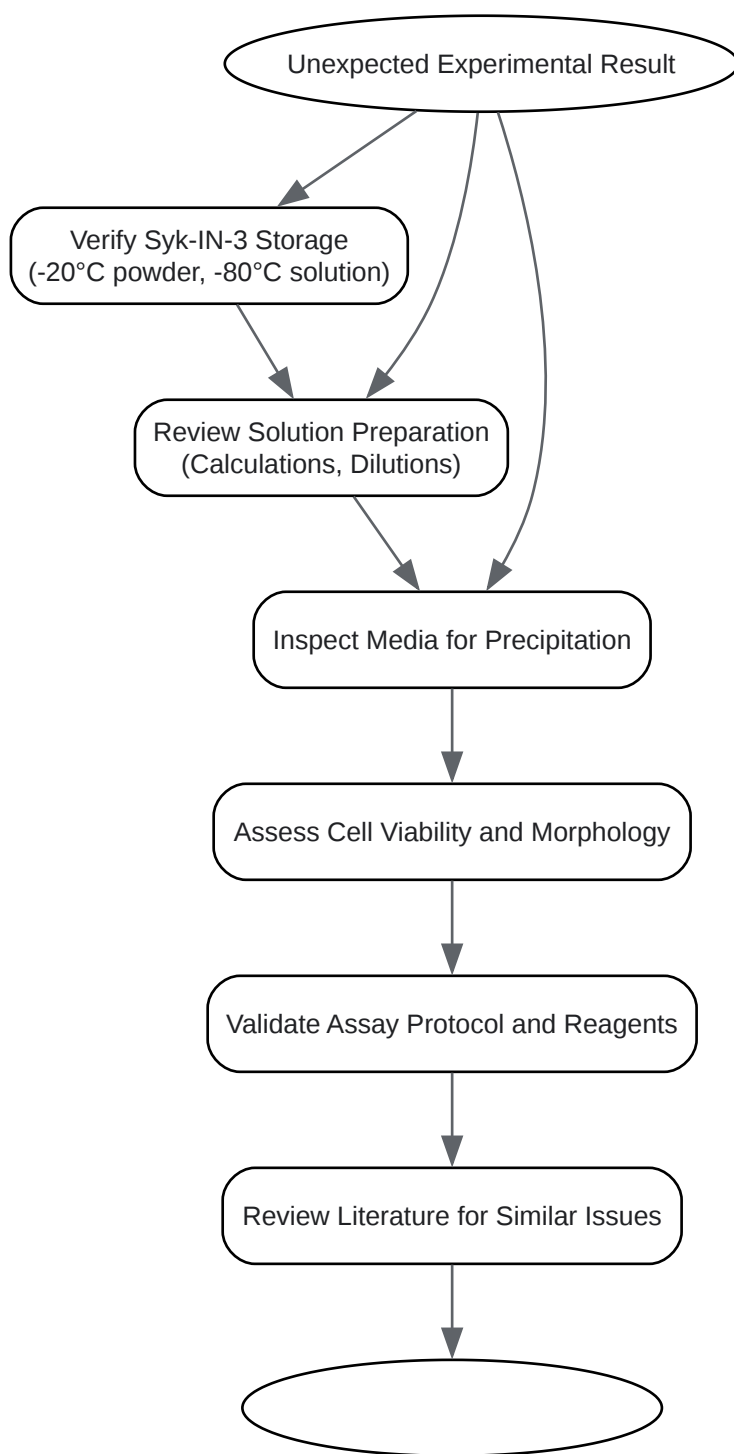 Unexpected Experimental Result
Verify Syk-IN-3 Storage
(-20°C powder, -80°C solution)
Review Solution Preparation
(Calculations, Dilutions)
Inspect Media for Precipitation
Assess Cell Viability and Morphology
Validate Assay Protocol and Reagents
Review Literature for Similar Issues